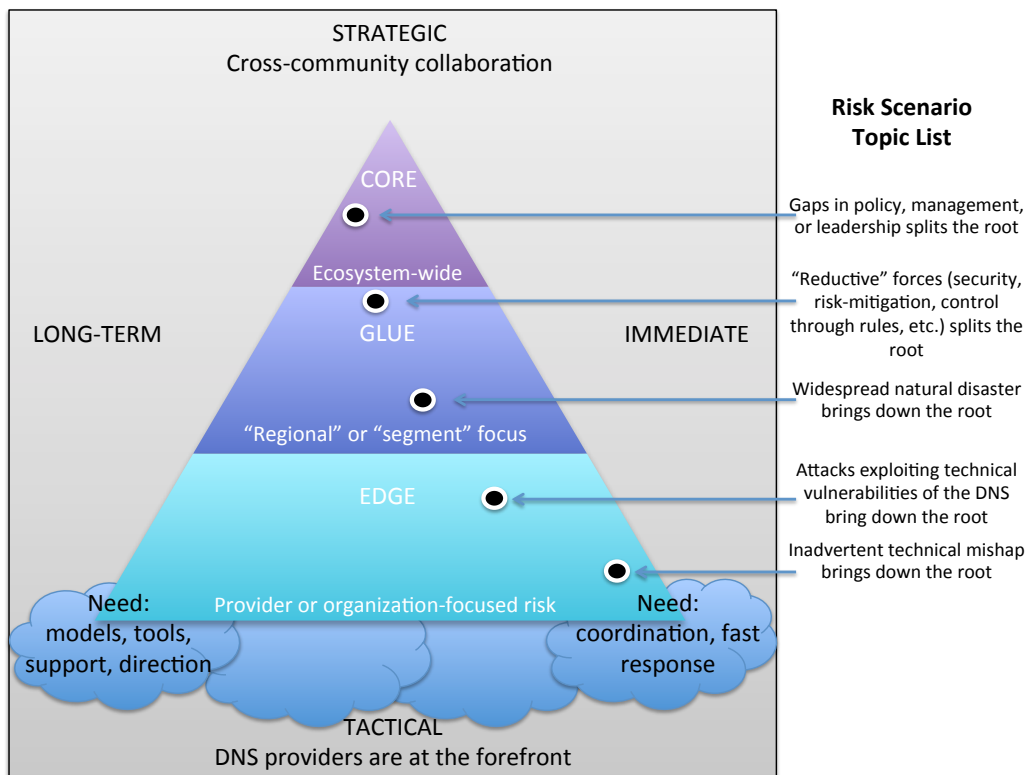 STRATEGIC
Cross-community collaboration
Risk Scenario
Topic List
CORE
Gaps in policy, management,
or leadership splits the root
Ecosystem-wide
“Reductive” forces (security,
risk-mitigation, control
through rules, etc.) splits the
root
LONG-TERM
GLUE
IMMEDIATE
Widespread natural disaster
brings down the root
“Regional” or “segment” focus
EDGE
Attacks exploiting technical
vulnerabilities of the DNS
bring down the root
Inadvertent technical mishap
brings down the root
Need:
models, tools,
support, direction
Provider or organization-focused risk
Need:
coordination, fast
response
TACTICAL
DNS providers are at the forefront